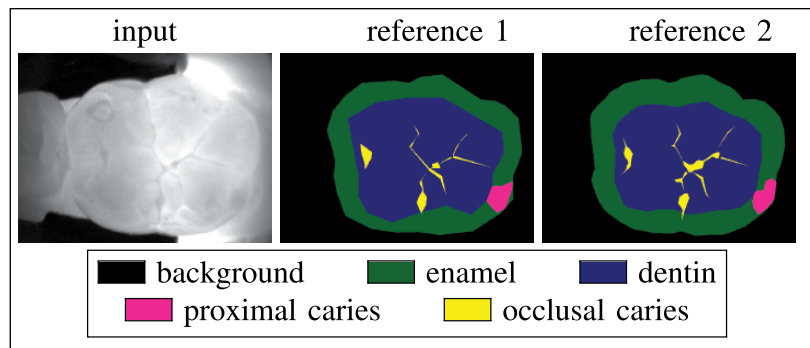 input reference 1 reference 2
background enamel dentin
proximal caries occlusal caries